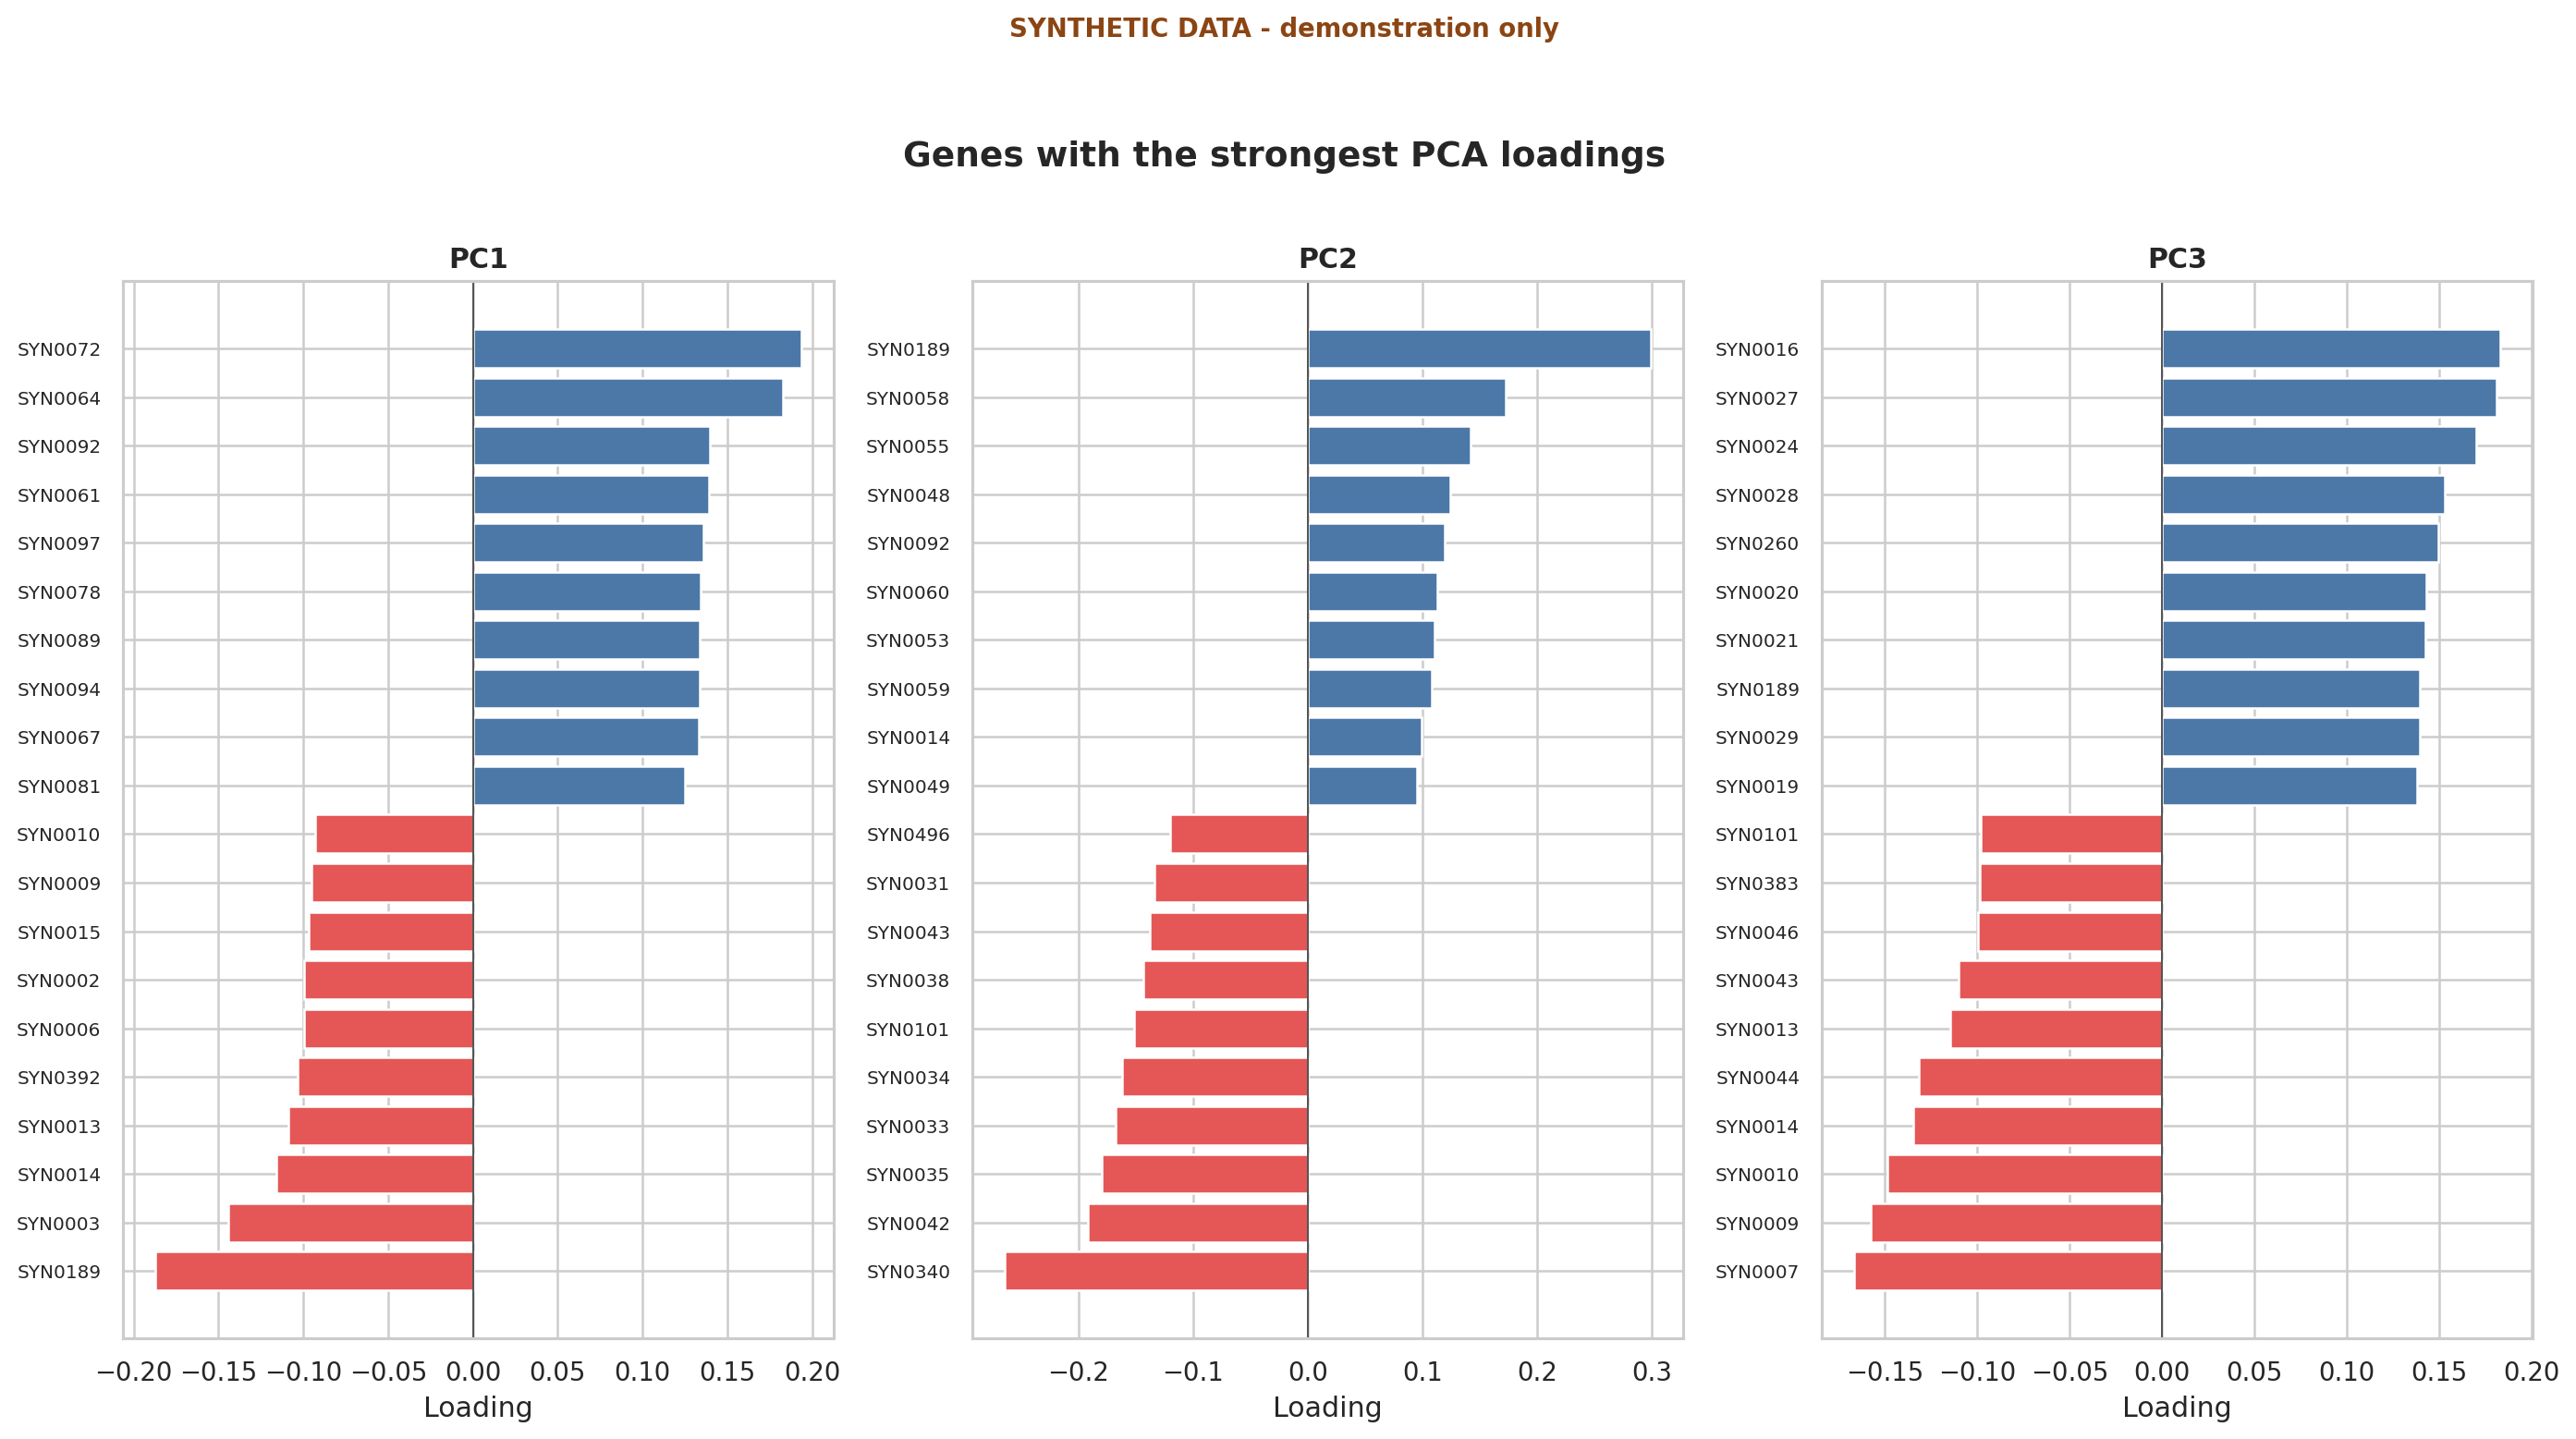 SYNTHETIC DATA - demonstration only
Genes with the strongest PCA loadings
PC1
SYN0072
SYN0064
SYN0092
SYN0061
SYN0097
SYN0078
SYN0089
SYN0094
SYN0067
SYN0081
SYN0010
SYN0009
SYN0015
SYN0002
SYN0006
SYN0392
SYN0013
SYN0014
SYN0003
SYN0189
−0.20 −0.15 −0.10 −0.05 0.00 0.05 0.10 0.15 0.20
Loading
PC2
SYN0189
SYN0058
SYN0055
SYN0048
SYN0092
SYN0060
SYN0053
SYN0059
SYN0014
SYN0049
SYN0496
SYN0031
SYN0043
SYN0038
SYN0101
SYN0034
SYN0033
SYN0035
SYN0042
SYN0340
−0.2 −0.1 0.0 0.1 0.2 0.3
Loading
PC3
SYN0016
SYN0027
SYN0024
SYN0028
SYN0260
SYN0020
SYN0021
SYN0189
SYN0029
SYN0019
SYN0101
SYN0383
SYN0046
SYN0043
SYN0013
SYN0044
SYN0014
SYN0010
SYN0009
SYN0007
−0.15 −0.10 −0.05 0.00 0.05 0.10 0.15 0.20
Loading